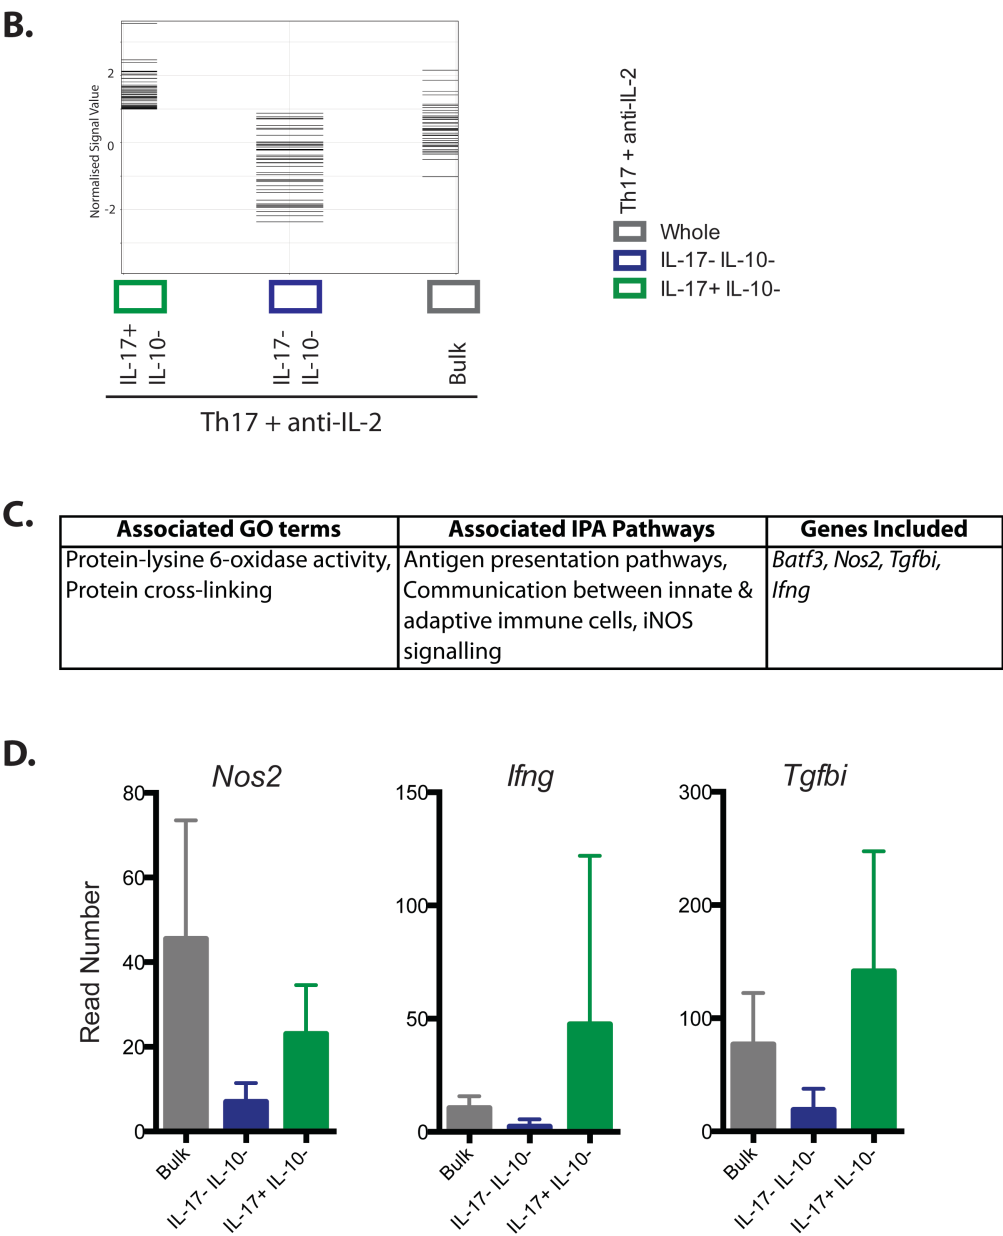 B.
Normalised Signal Value
2
0
-2
IL-17+
IL-10-
IL-17-
IL-10-
Bulk
Th17 + anti-IL-2
Th17 + anti-IL-2
Whole
IL-17- IL-10-
IL-17+ IL-10-
C.
Associated GO terms
Associated IPA Pathways
Genes Included
Protein-lysine 6-oxidase activity,
Protein cross-linking
Antigen presentation pathways,
Communication between innate &
adaptive immune cells, iNOS
signalling
Batf3, Nos2, Tgfbi,
Ifng
D.
Nos2
Read Number
80
60
40
20
0
Bulk
IL-17- IL-10-
IL-17+ IL-10-
Ifng
150
100
50
0
Bulk
IL-17- IL-10-
IL-17+ IL-10-
Tgfbi
300
200
100
0
Bulk
IL-17- IL-10-
IL-17+ IL-10-